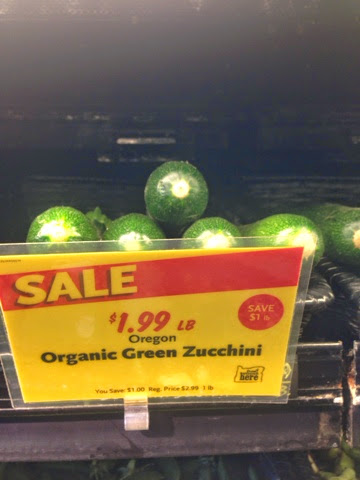 SALE
$1.99 LB
SAVE
$1 lb
Oregon
Organic Green Zucchini
here
You Save: $1.00 Reg. Price $2.99 1 lb